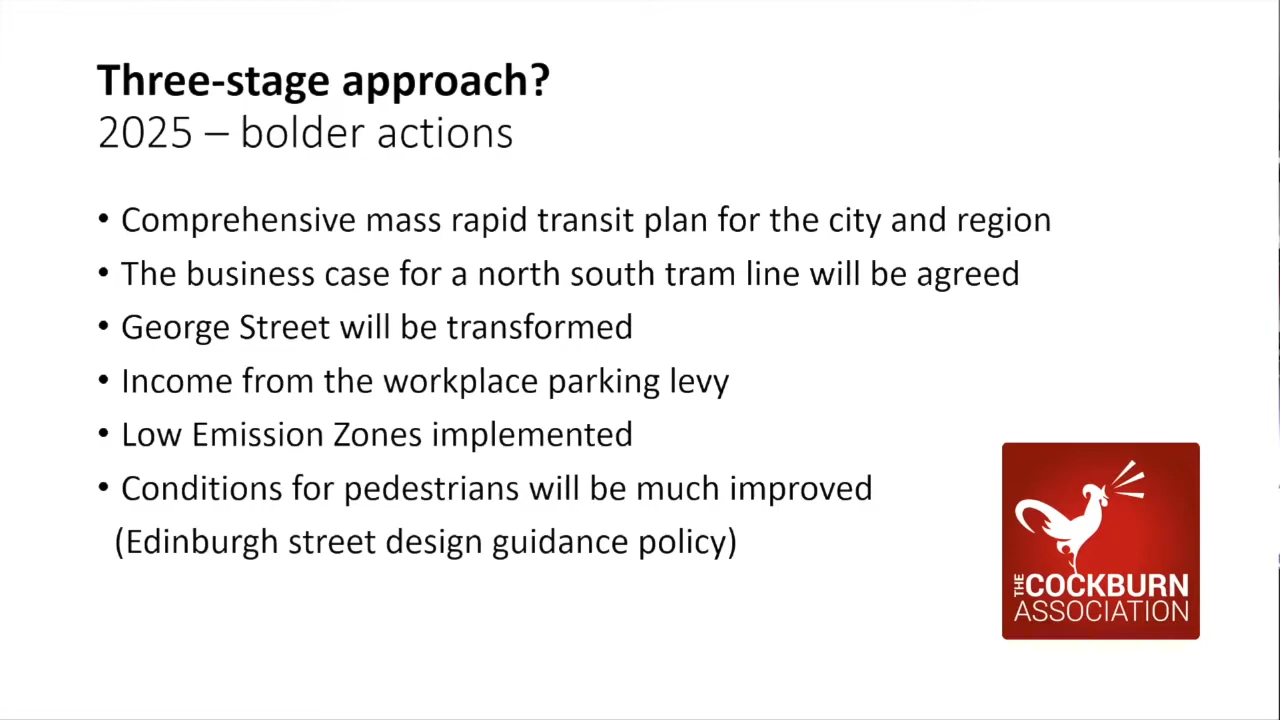 Three-stage approach?
2025 – bolder actions
• Comprehensive mass rapid transit plan for the city and region
• The business case for a north south tram line will be agreed
• George Street will be transformed
• Income from the workplace parking levy
• Low Emission Zones implemented
• Conditions for pedestrians will be much improved
(Edinburgh street design guidance policy)
THE COCKBURN
ASSOCIATION